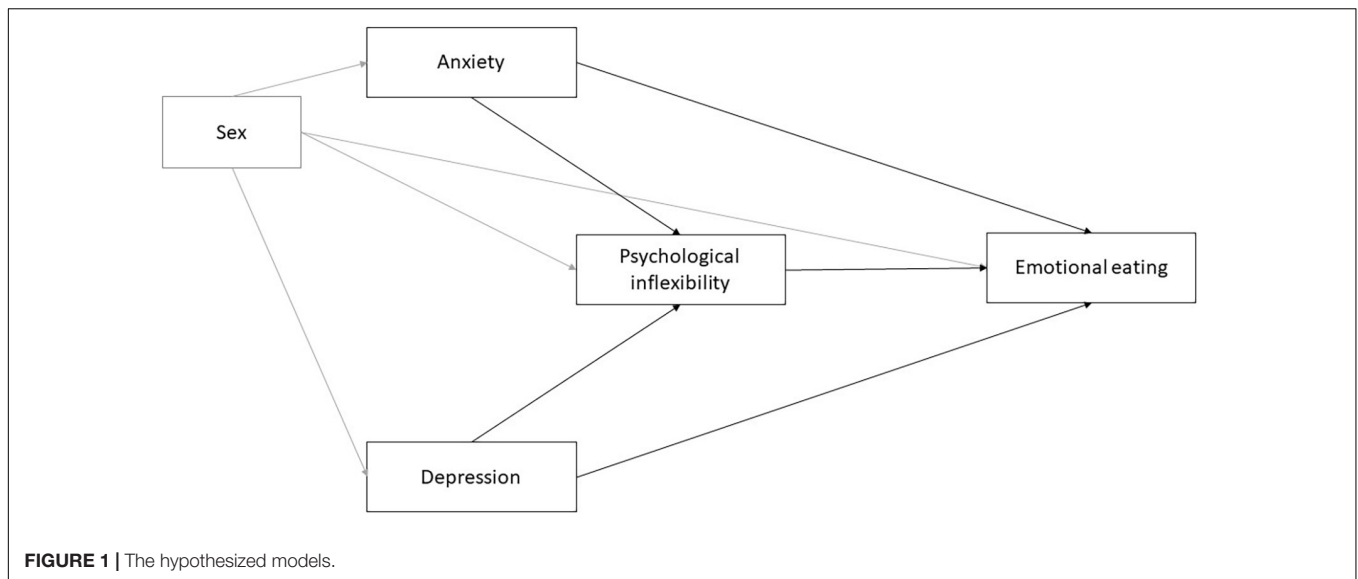 Anxiety
Sex
Psychological
inflexibility
Emotional eating
Depression
FIGURE 1 | The hypothesized models.